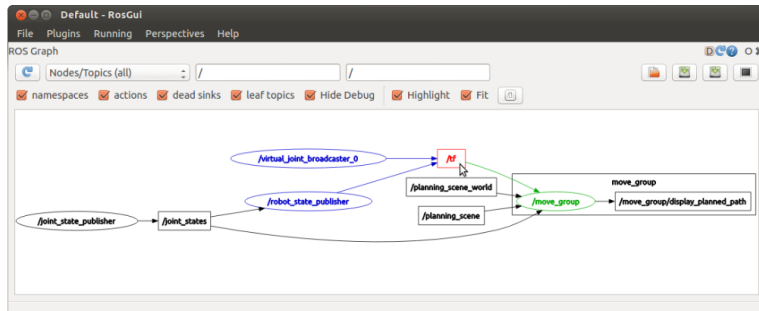 Default - RosGui
File Plugins Running Perspectives Help
ROS Graph
D
Nodes/Topics (all) / /
namespaces actions dead sinks leaf topics Hide Debug Highlight Fit
/virtual_joint_broadcaster_0
/tf
/planning_scene_world
move_group
/robot_state_publisher
/move_group
/move_group/display_planned_path
/planning_scene
/joint_state_publisher
/joint_states